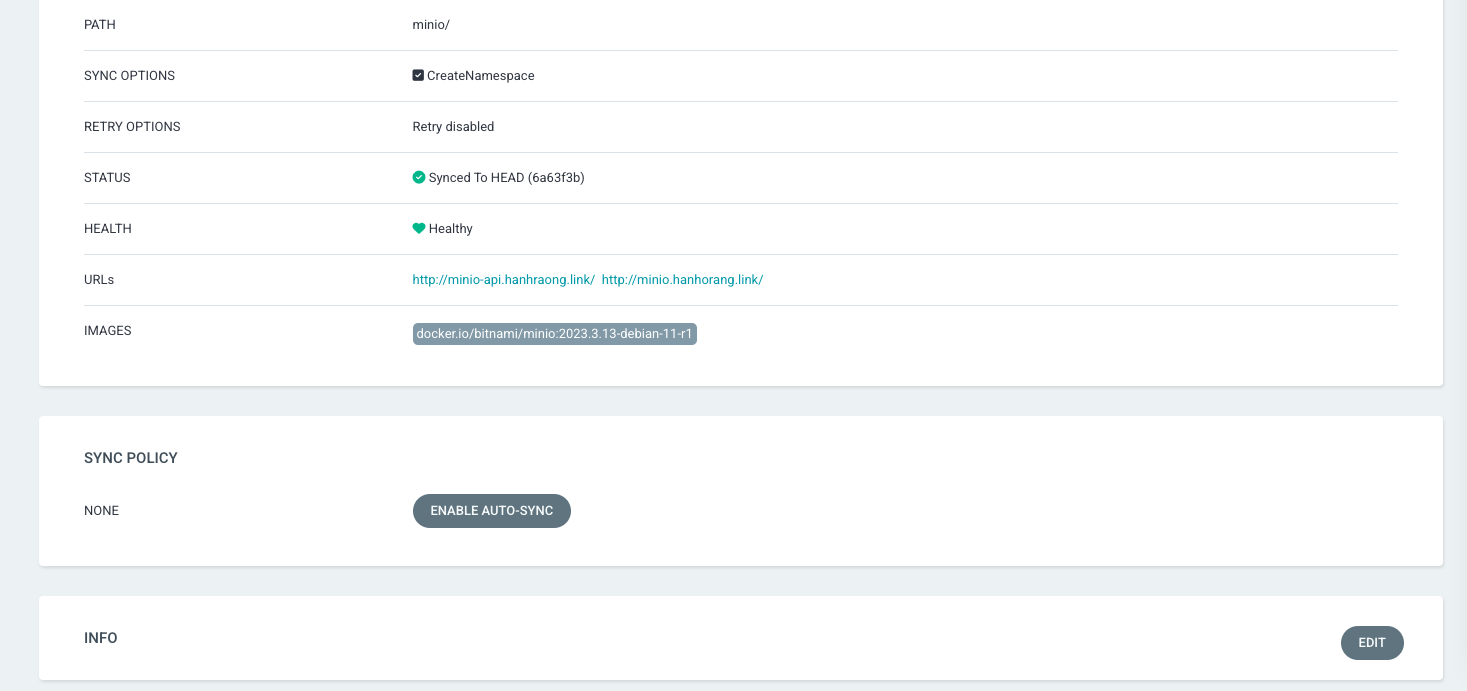 PATH minio/
SYNC OPTIONS CreateNamespace
RETRY OPTIONS Retry disabled
STATUS Synced To HEAD (6a63f3b)
HEALTH Healthy
URLs http://minio-api.hanhraong.link/ http://minio.hanhorang.link/
IMAGES docker.io/bitnami/minio:2023.3.13-debian-11-r1
SYNC POLICY
NONE ENABLE AUTO-SYNC
INFO EDIT